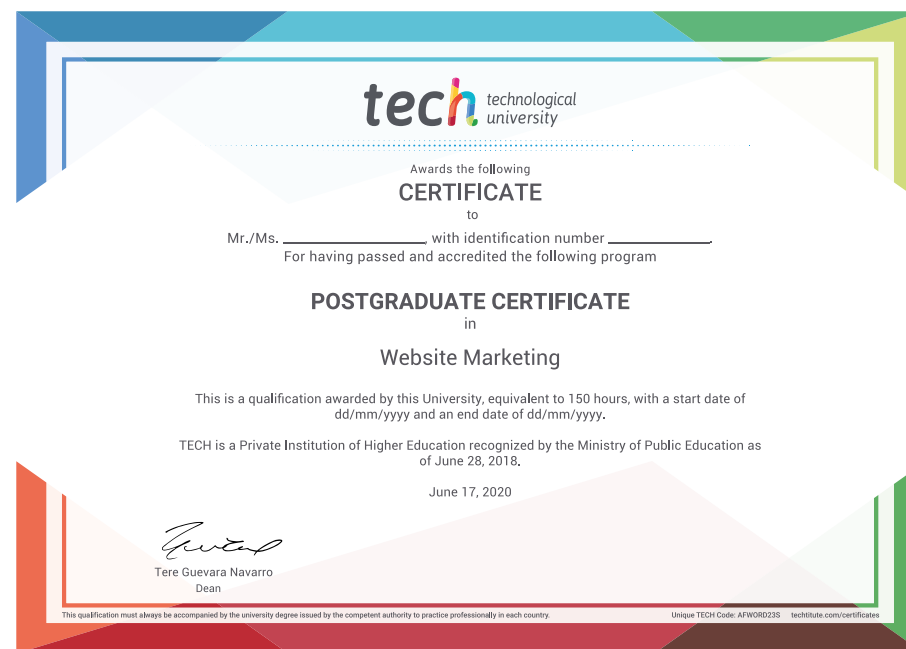 tech technological
university
Awards the following
CERTIFICATE
to
Mr./Ms. ____________________, with identification number ______________.
For having passed and accredited the following program
POSTGRADUATE CERTIFICATE
in
Website Marketing
This is a qualification awarded by this University, equivalent to 150 hours, with a start date of
dd/mm/yyyy and an end date of dd/mm/yyyy.
TECH is a Private Institution of Higher Education recognized by the Ministry of Public Education as
of June 28, 2018.
June 17, 2020
Tere Guevara Navarro
Dean
This qualification must always be accompanied by the university degree issued by the competent authority to practice professionally in each country. Unique TECH Code: AFWORD23S techtitute.com/certificates